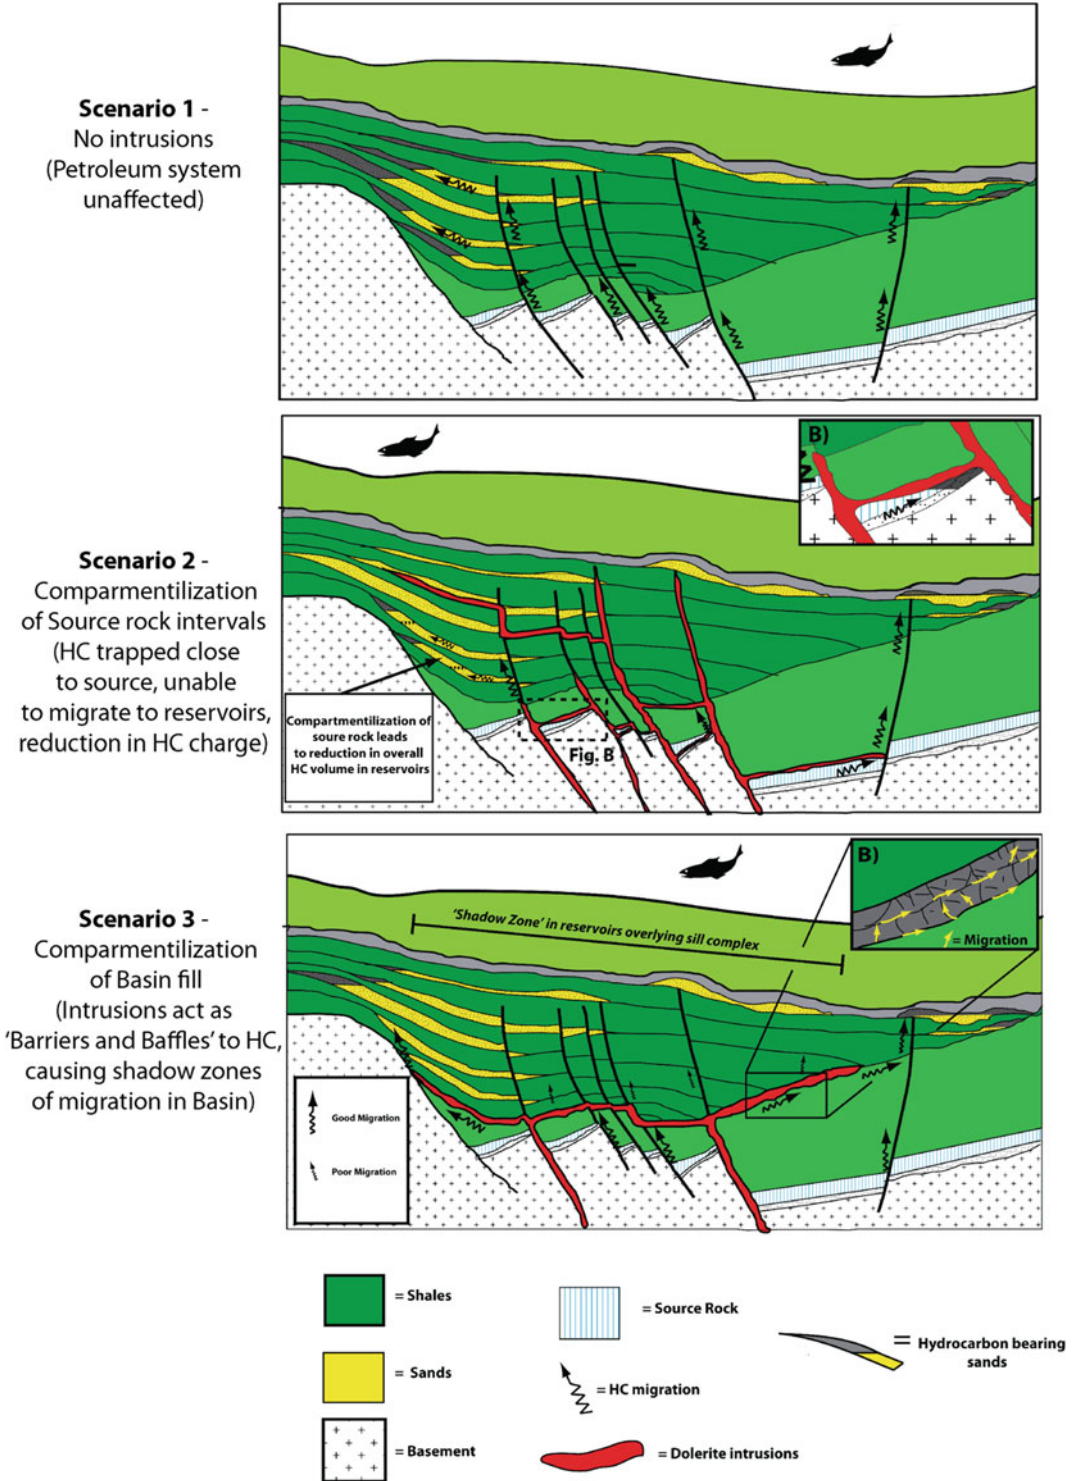 Scenario 1 -
No intrusions
(Petroleum system
unaffected)
Scenario 2 -
Comparmentilization
of Source rock intervals
(HC trapped close
to source, unable
to migrate to reservoirs,
reduction in HC charge)
B)
Compartmentilization of
soure rock leads
to reduction in overall
HC volume in reservoirs
Fig. B
Scenario 3 -
Comparmentilization
of Basin fill
(Intrusions act as
'Barriers and Baffles' to HC,
causing shadow zones
of migration in Basin)
'Shadow Zone' in reservoirs overlying sill complex
B)
= Migration
Good Migration
Poor Migration
= Shales
= Source Rock
= Hydrocarbon bearing
sands
= Sands
= HC migration
= Basement
= Dolerite intrusions